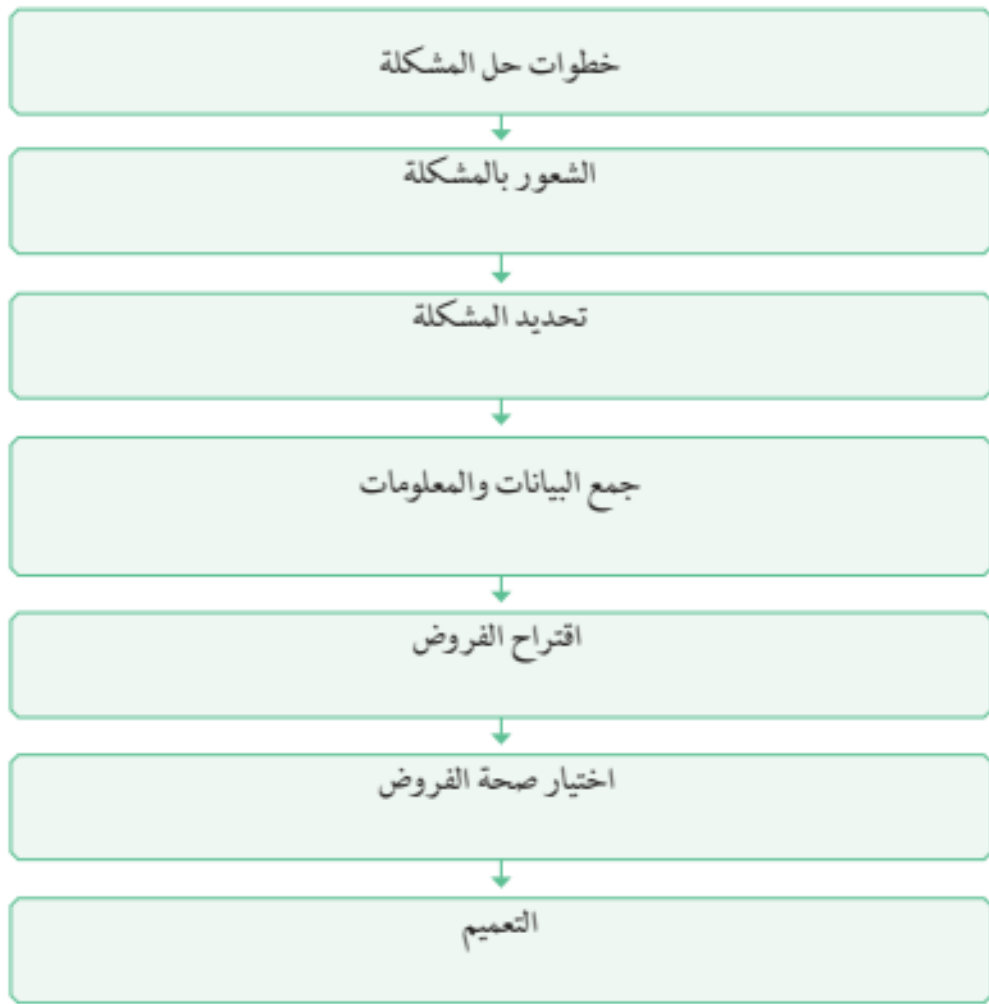 خطوات حل المشكلة
الشعور بالمشكلة
تحديد المشكلة
جمع البيانات والمعلومات
اقتراح الفروض
اختيار صحة الفروض
التعميم